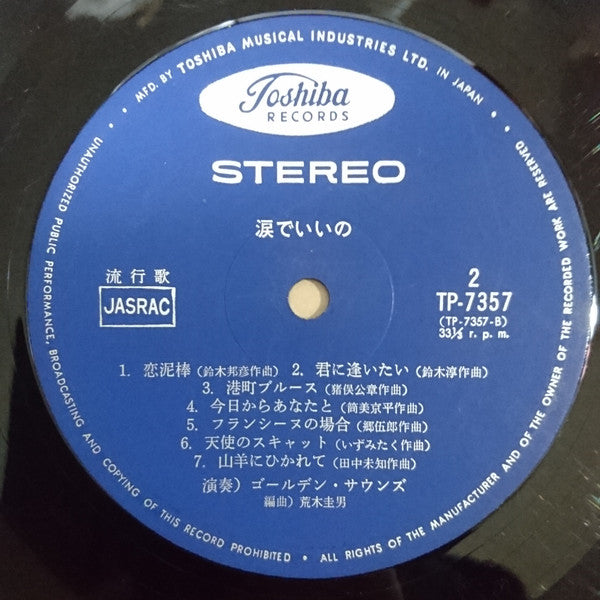 MFD. BY TOSHIBA MUSICAL INDUSTRIES LTD. IN JAPAN
Toshiba
RECORDS
STEREO
涙でいいの
流行歌
JASRAC
2
TP-7357
(TP-7357-B)
33⅓ r. p. m.
1. 恋泥棒 (鈴木邦彦作曲) 2. 君に逢いたい (鈴木淳作曲)
3. 港町ブルース (猪俣公章作曲)
4. 今日からあなたと (筒美京平作曲)
5. フランシーヌの場合 (郷伍郎作曲)
6. 天使のスキャット (いずみたく作曲)
7. 山羊にひかれて (田中未知作曲)
演奏) ゴールデン・サウンズ
編曲) 荒木圭男
UNAUTHORIZED PUBLIC PERFORMANCE, BROADCASTING AND COPYING OF THIS RECORD PROHIBITED • ALL RIGHTS OF THE MANUFACTURER AND OF THE OWNER OF THE RECORDED WORK ARE RESERVED